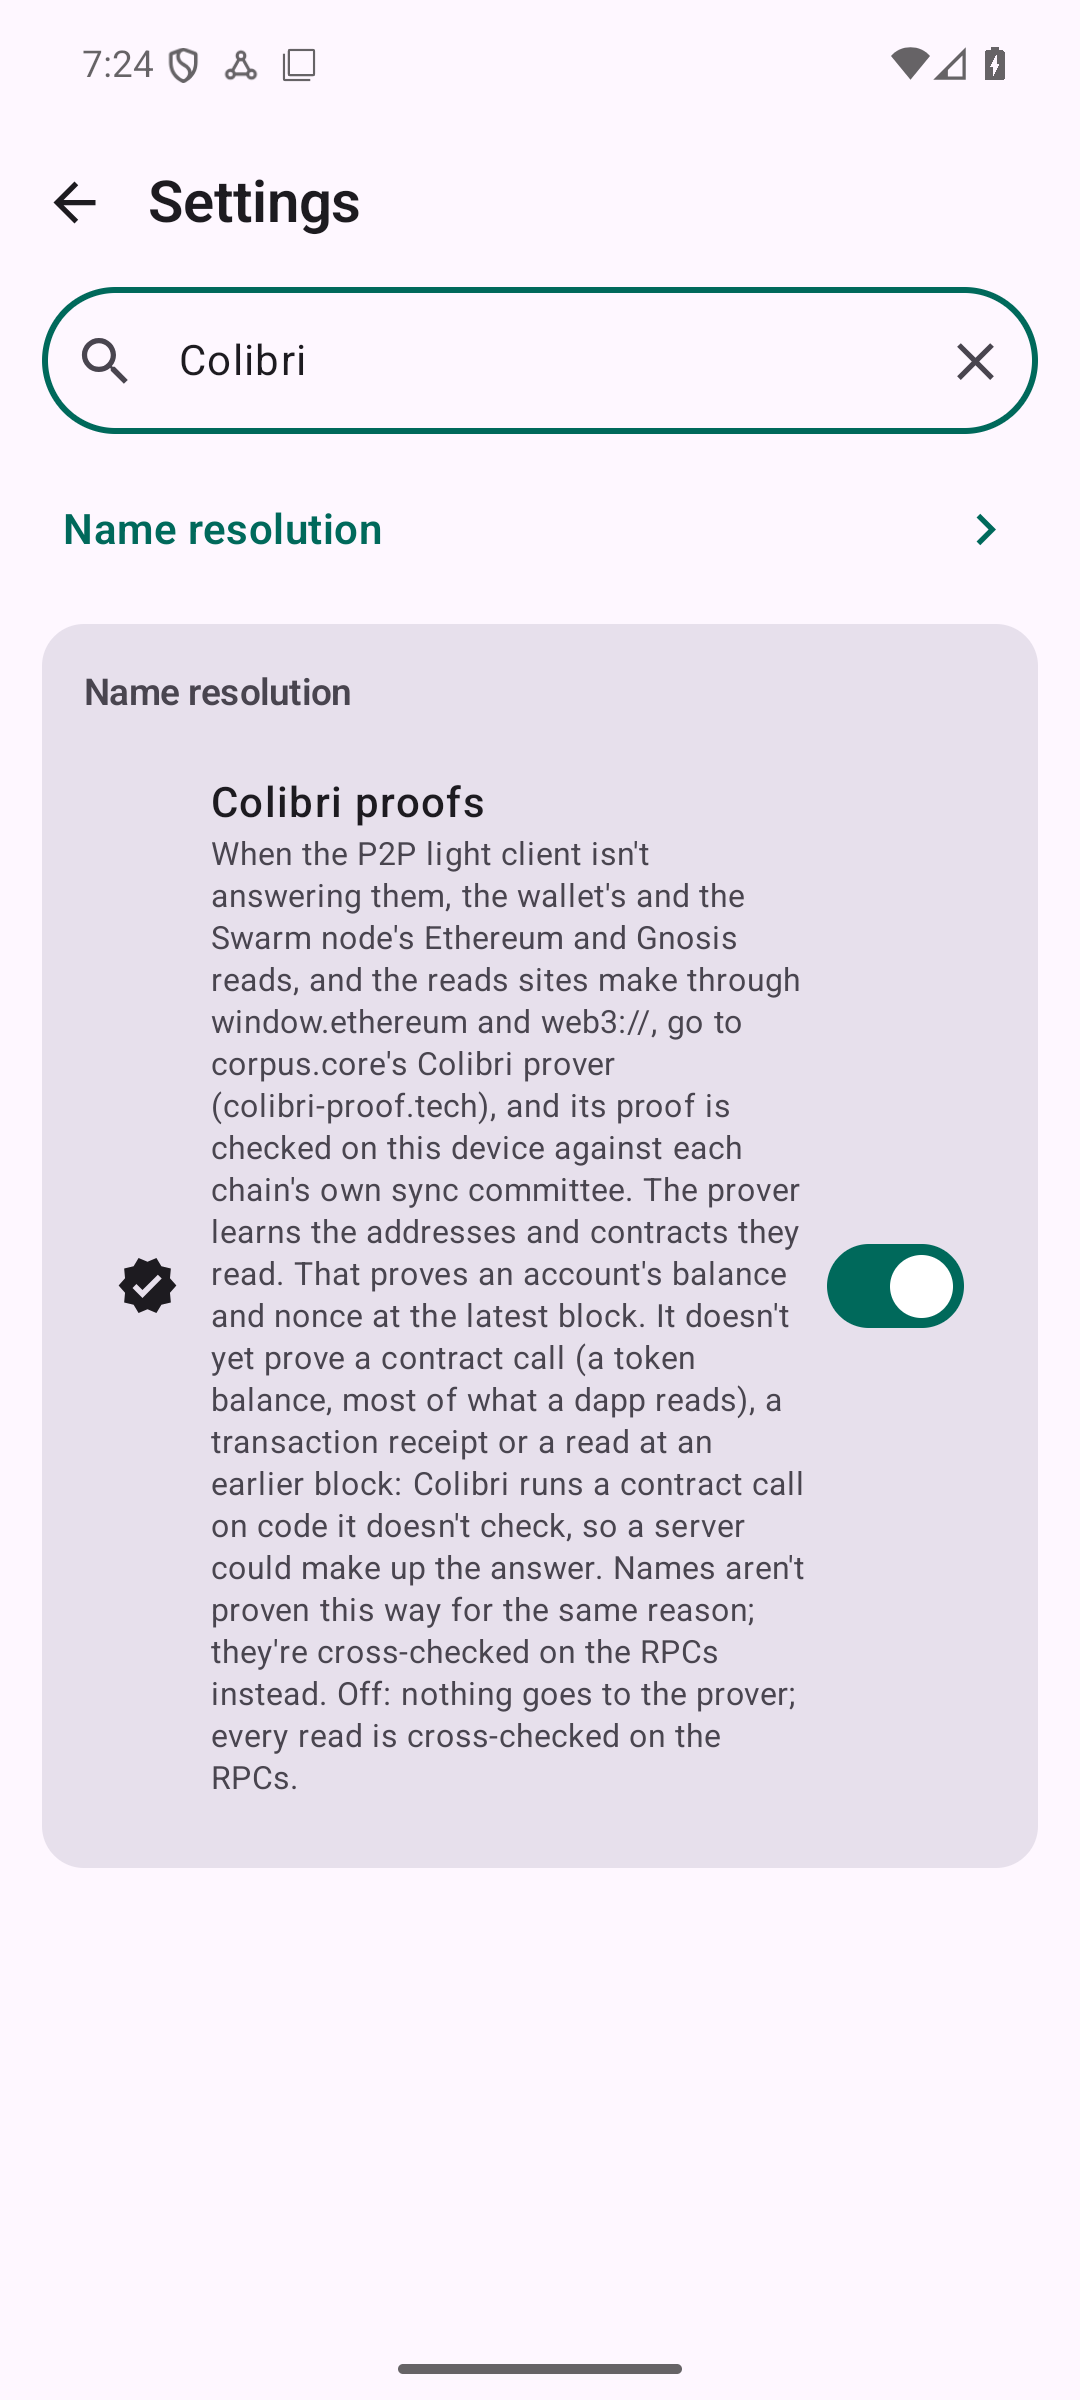 7:24
Settings
Colibri
Name resolution
Name resolution
Colibri proofs
When the P2P light client isn't
answering them, the wallet's and the
Swarm node's Ethereum and Gnosis
reads, and the reads sites make through
window.ethereum and web3://, go to
corpus.core's Colibri prover
(colibri-proof.tech), and its proof is
checked on this device against each
chain's own sync committee. The prover
learns the addresses and contracts they
read. That proves an account's balance
and nonce at the latest block. It doesn't
yet prove a contract call (a token
balance, most of what a dapp reads), a
transaction receipt or a read at an
earlier block: Colibri runs a contract call
on code it doesn't check, so a server
could make up the answer. Names aren't
proven this way for the same reason;
they're cross-checked on the RPCs
instead. Off: nothing goes to the prover;
every read is cross-checked on the
RPCs.